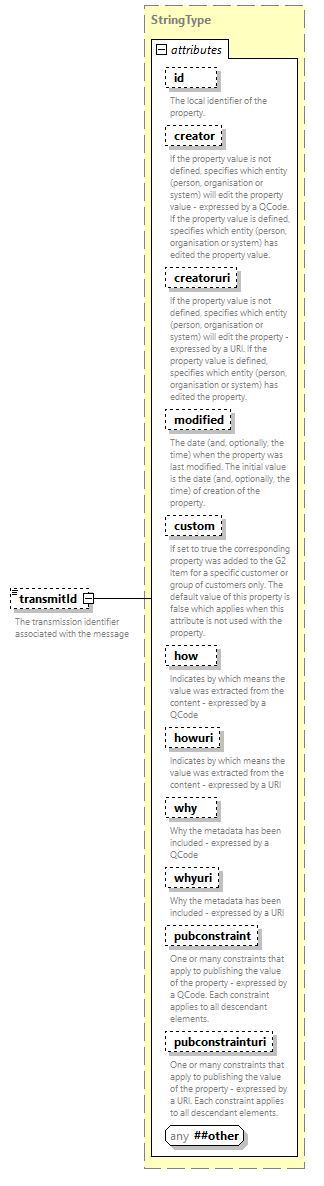 StringType
attributes
id
The local identifier of the
property.
creator
If the property value is not
defined, specifies which entity
(person, organisation or
system) will edit the property
value - expressed by a QCode.
If the property value is defined,
specifies which entity (person,
organisation or system) has
edited the property value.
creatoruri
If the property value is not
defined, specifies which entity
(person, organisation or
system) will edit the property -
expressed by a URI. If the
property value is defined,
specifies which entity (person,
organisation or system) has
edited the property.
modified
The date (and, optionally, the
time) when the property was
last modified. The initial value
is the date (and, optionally, the
time) of creation of the
property.
custom
If set to true the corresponding
property was added to the G2
Item for a specific customer or
group of customers only. The
default value of this property is
false which applies when this
attribute is not used with the
property.
transmitId
The transmission identifier
associated with the message
how
Indicates by which means the
value was extracted from the
content - expressed by a
QCode
howuri
Indicates by which means the
value was extracted from the
content - expressed by a URI
why
Why the metadata has been
included - expressed by a
QCode
whyuri
Why the metadata has been
included - expressed by a URI
pubconstraint
One or many constraints that
apply to publishing the value
of the property - expressed by
a QCode. Each constraint
applies to all descendant
elements.
pubconstrainturi
One or many constraints that
apply to publishing the value
of the property - expressed by
a URI. Each constraint applies
to all descendant elements.
any ##other